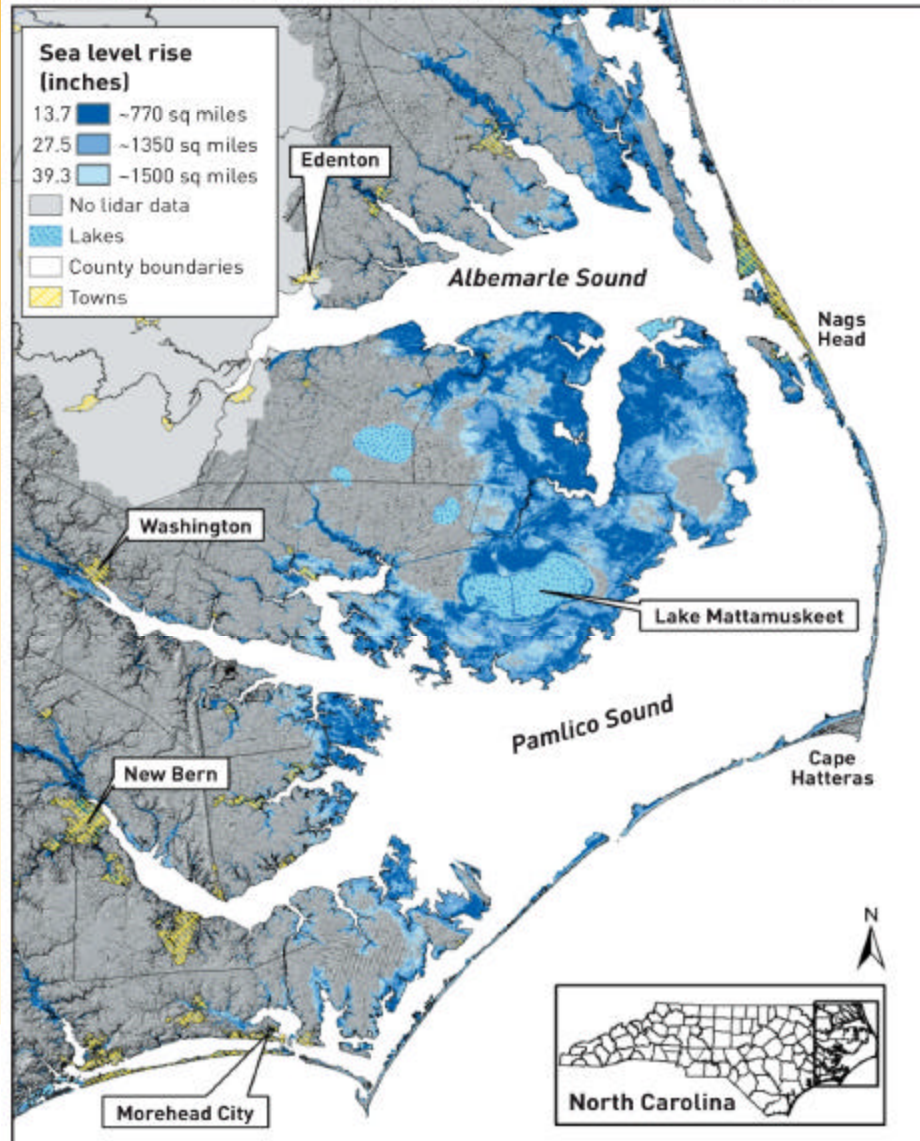 Sea level rise
(inches)
13.7 ~770 sq miles
27.5 ~1350 sq miles
39.3 ~1500 sq miles
No lidar data
Lakes
County boundaries
Towns
Edenton
Albemarle Sound
Nags
Head
Washington
Lake Mattamuskeet
Pamlico Sound
Cape
Hatteras
New Bern
N
Morehead City
North Carolina